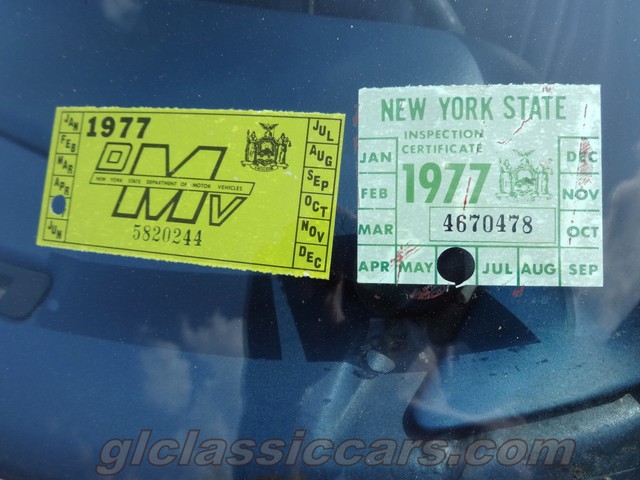 1977
DMV
NEW YORK STATE DEPARTMENT OF MOTOR VEHICLES
5820244
JAN
FEB
MAR
APR
JUN
JUL
AUG
SEP
OCT
NOV
DEC
NEW YORK STATE
INSPECTION
CERTIFICATE
1977
4670478
JAN
FEB
MAR
APR
MAY
JUL
AUG
SEP
OCT
NOV
DEC
glclassiccars.com